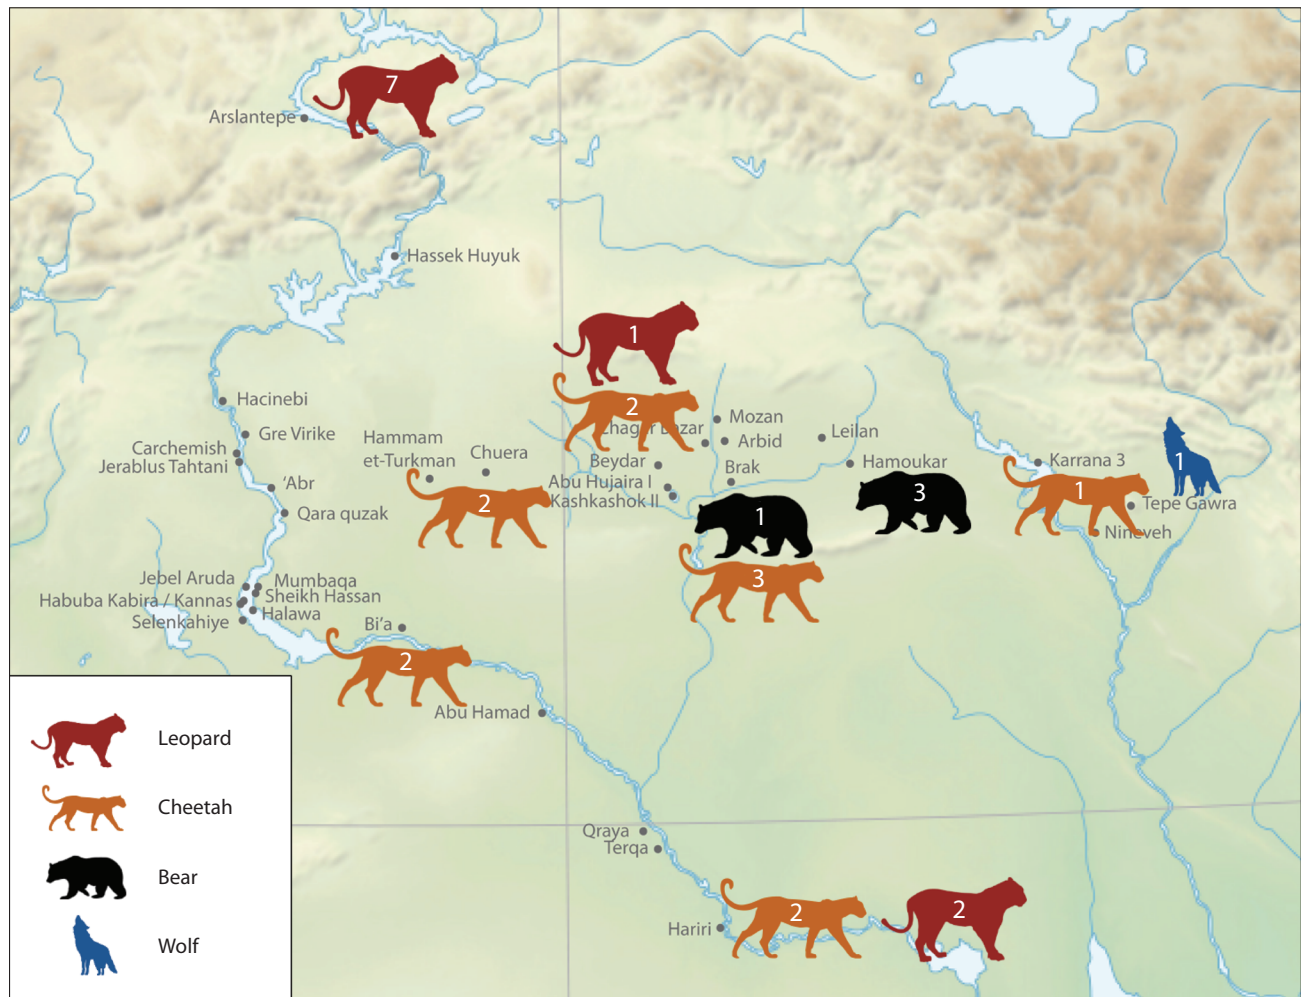 7
Arslantepe
Hassek Huyuk
1
2
Hacinebi
Gre Virike
Carchemish
Jerablus Tahtani
Hammam
et-Turkman
Chuera
Chagar Bazar
Mozan
Arbid
Leilan
Beydar
Brak
Hamoukar
Karrana 3
1
'Abr
Abu Hujaira I
Kashkashok II
2
3
1
Tepe Gawra
Qara quzak
1
Nineveh
Jebel Aruda
Mumbaqa
3
Habuba Kabira / Kannas
Sheikh Hassan
Selenkahiye
Halawa
Bi'a
2
Abu Hamad
Leopard
Cheetah
Qraya
Terqa
Bear
Hariri
2
2
Wolf